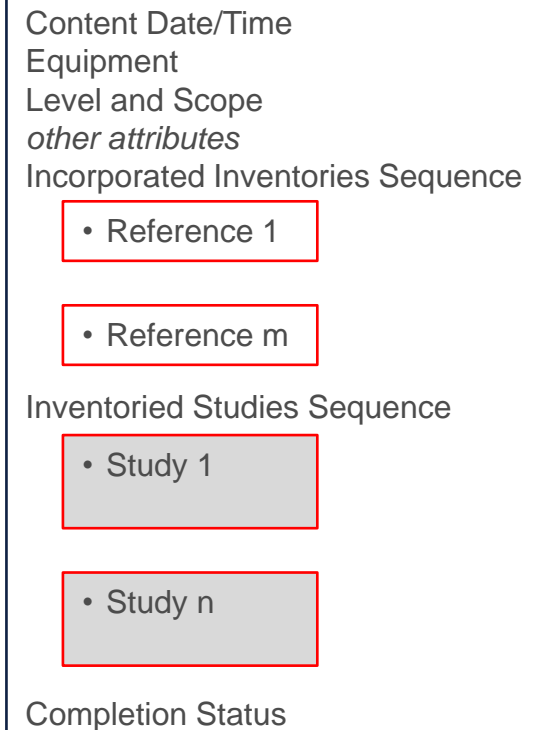 Content Date/Time
Equipment
Level and Scope
other attributes
Incorporated Inventories Sequence
• Reference 1
• Reference m
Inventoried Studies Sequence
• Study 1
• Study n
Completion Status